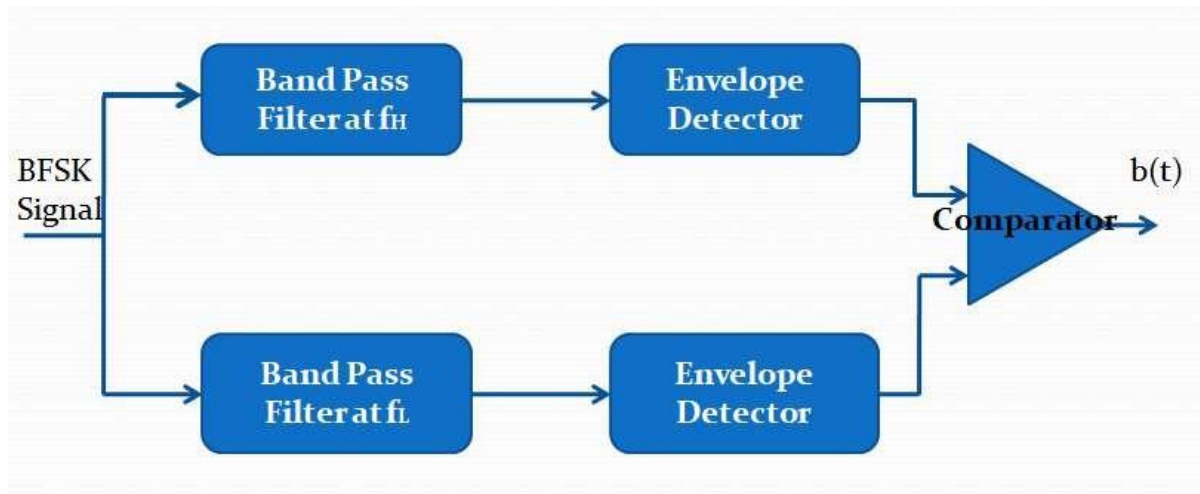 Band Pass
Filter at fH
Envelope
Detector
BFSK
Signal
b(t)
Comparator
Band Pass
Filter at fL
Envelope
Detector